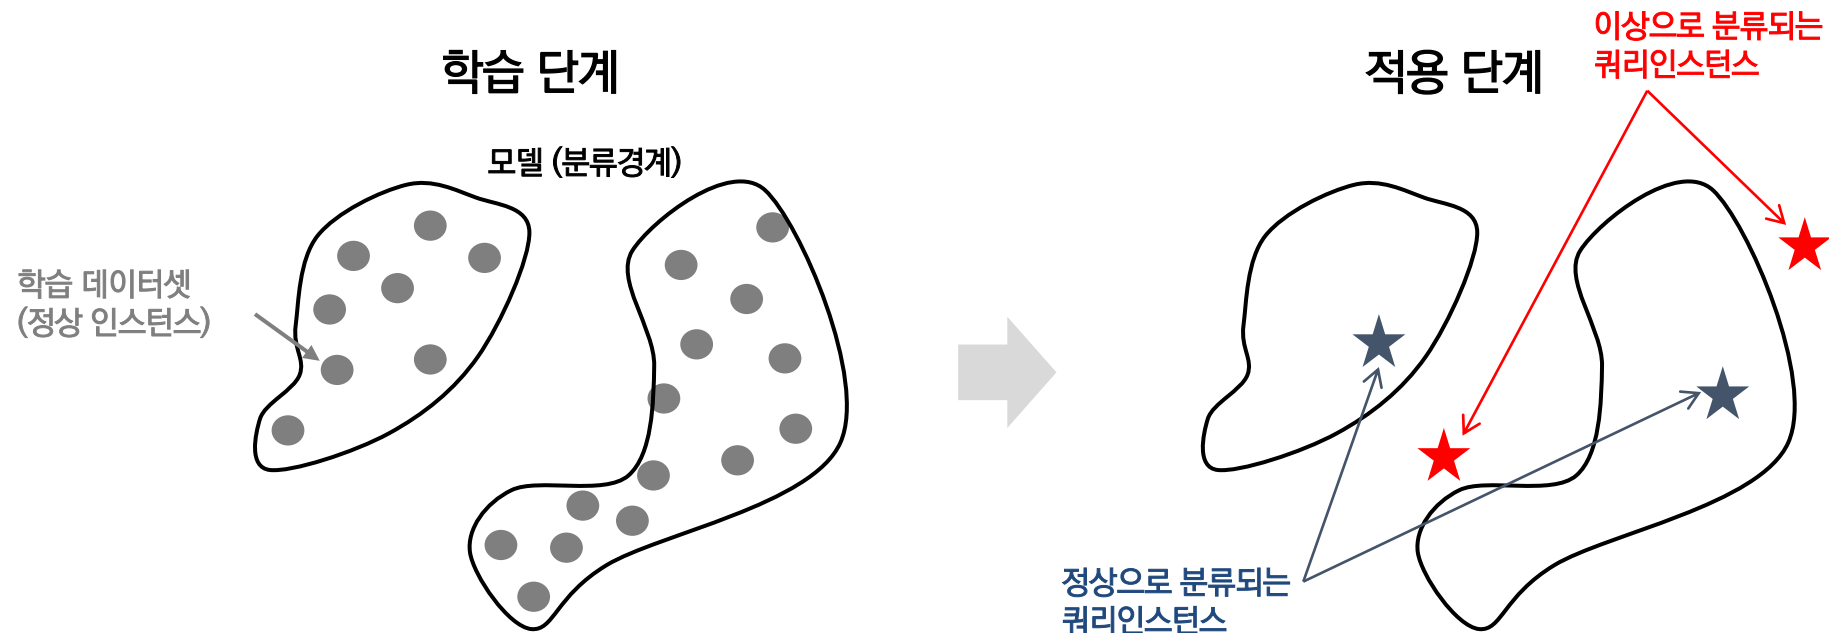 학습 단계
모델 (분류경계)
학습 데이터셋
(정상 인스턴스)
적용 단계
이상으로 분류되는
쿼리인스턴스
정상으로 분류되는
쿼리인스턴스